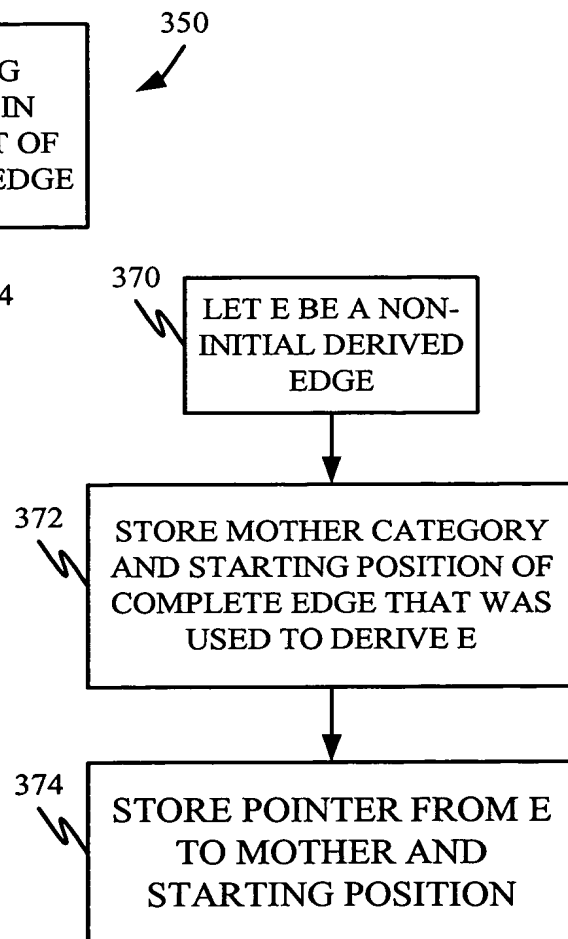 350
G
IN
T OF
EDGE
4
370
LET E BE A NON-
INITIAL DERIVED
EDGE
372
STORE MOTHER CATEGORY
AND STARTING POSITION OF
COMPLETE EDGE THAT WAS
USED TO DERIVE E
374
STORE POINTER FROM E
TO MOTHER AND
STARTING POSITION